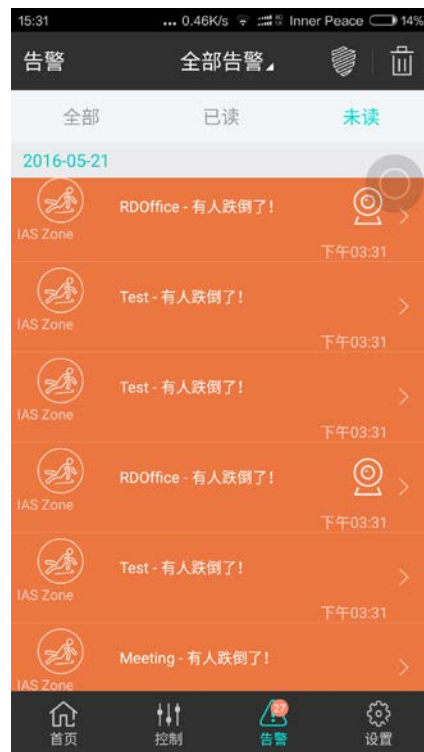 15:31 ... 0.46K/s Inner Peace 14%
告警 全部告警
全部 已读 未读
2016-05-21
RDOffice - 有人跌倒了!
IAS Zone
下午03:31
Test - 有人跌倒了!
IAS Zone
下午03:31
Test - 有人跌倒了!
IAS Zone
下午03:31
RDOffice - 有人跌倒了!
IAS Zone
下午03:31
Test - 有人跌倒了!
IAS Zone
下午03:31
Meeting - 有人跌倒了!
IAS Zone
27
首页 控制 告警 设置